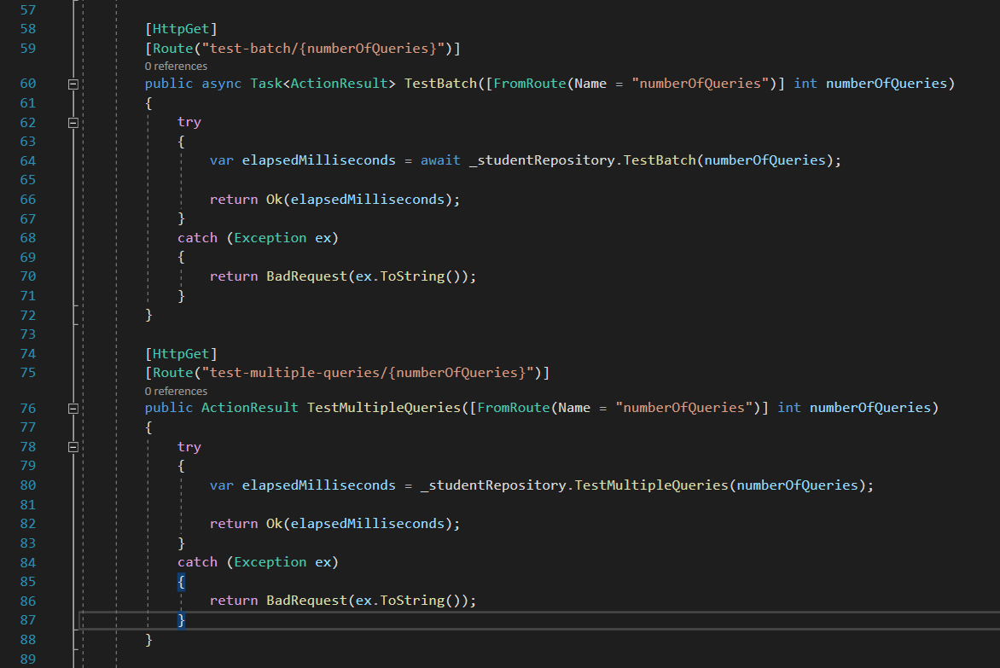 57
58 [HttpGet]
59 [Route("test-batch/{numberOfQueries}")]
0 references
60 public async Task<ActionResult> TestBatch([FromRoute(Name = "numberOfQueries")] int numberOfQueries)
61 {
62 try
63 {
64 var elapsedMilliseconds = await _studentRepository.TestBatch(numberOfQueries);
65
66 return Ok(elapsedMilliseconds);
67 }
68 catch (Exception ex)
69 {
70 return BadRequest(ex.ToString());
71 }
72 }
73
74 [HttpGet]
75 [Route("test-multiple-queries/{numberOfQueries}")]
0 references
76 public ActionResult TestMultipleQueries([FromRoute(Name = "numberOfQueries")] int numberOfQueries)
77 {
78 try
79 {
80 var elapsedMilliseconds = _studentRepository.TestMultipleQueries(numberOfQueries);
81
82 return Ok(elapsedMilliseconds);
83 }
84 catch (Exception ex)
85 {
86 return BadRequest(ex.ToString());
87 }
88 }
89